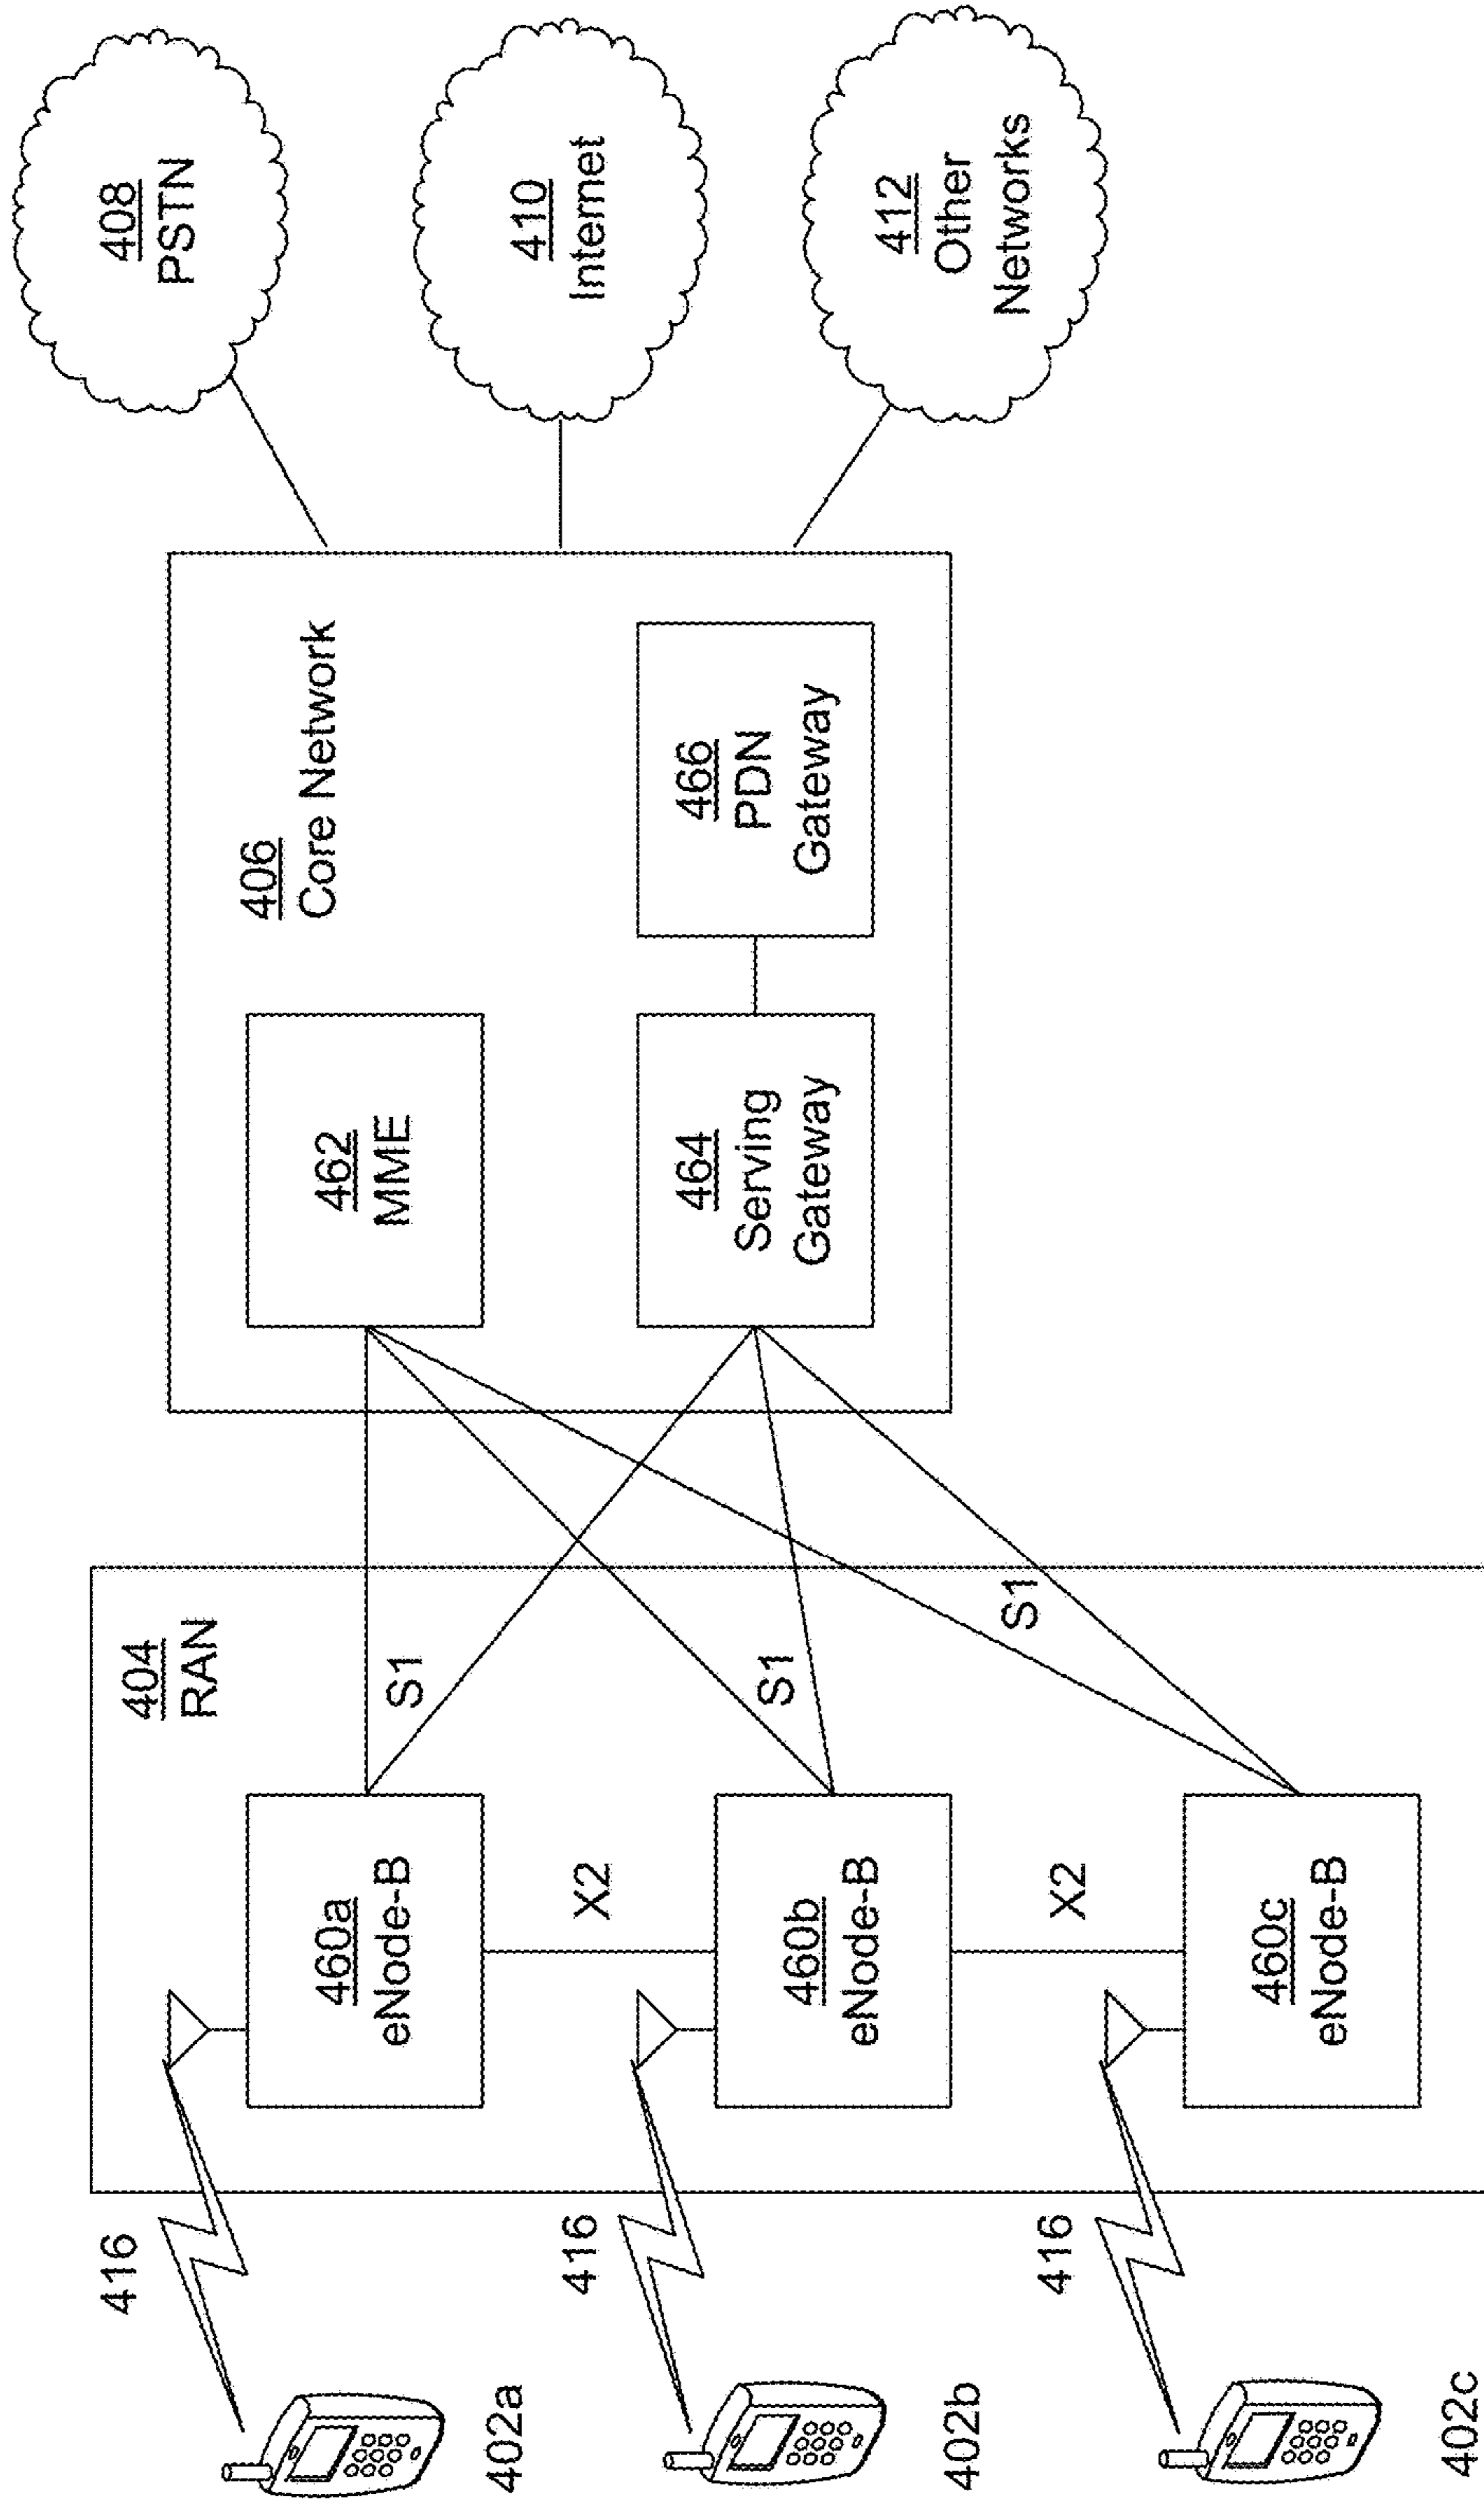 416
402a
416
402b
416
402c
404
RAN
460a
eNode-B
X2
460b
eNode-B
X2
460c
eNode-B
S1
S1
S1
406
Core Network
462
MME
464
Serving
Gateway
466
PDN
Gateway
408
PSTN
410
Internet
412
Other
Networks